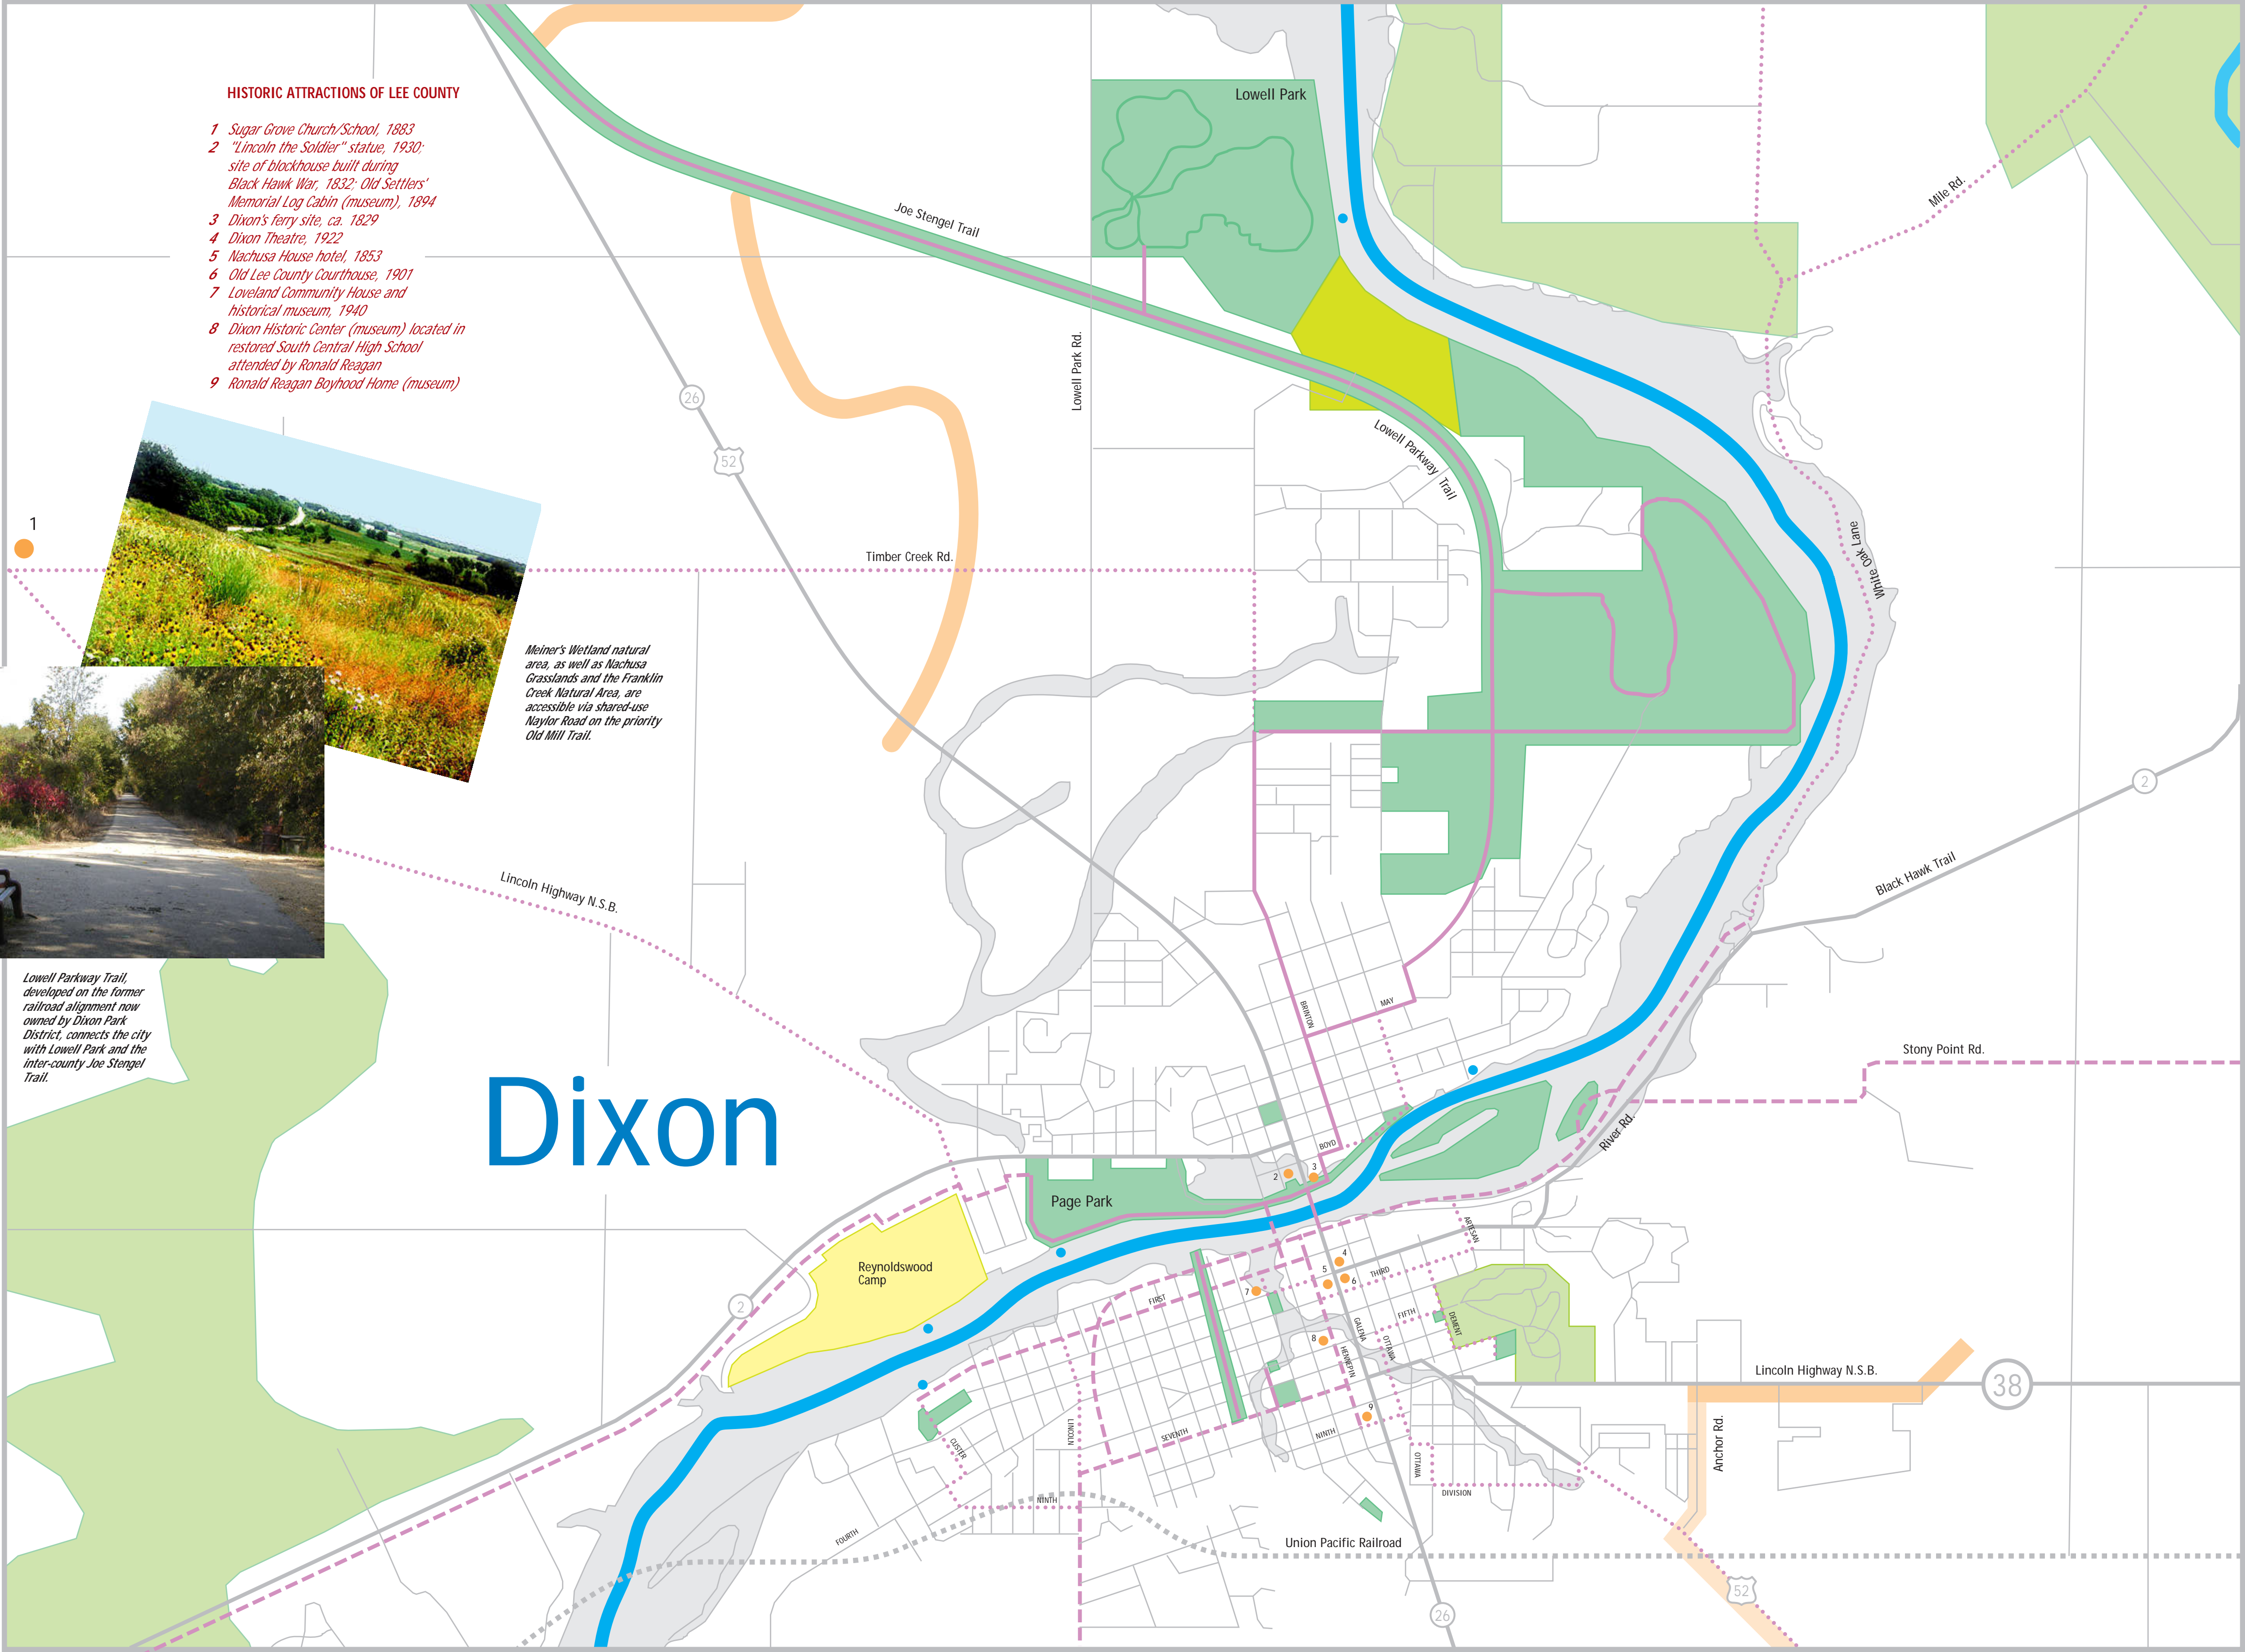 HISTORIC ATTRACTIONS OF LEE COUNTY
1 Sugar Grove Church/School, 1883
2 "Lincoln the Soldier" statue, 1930;
site of blockhouse built during
Black Hawk War, 1832; Old Settlers'
Memorial Log Cabin (museum), 1894
3 Dixon's ferry site, ca. 1829
4 Dixon Theatre, 1922
5 Nachusa House hotel, 1853
6 Old Lee County Courthouse, 1901
7 Loveland Community House and
historical museum, 1940
8 Dixon Historic Center (museum) located in
restored South Central High School
attended by Ronald Reagan
9 Ronald Reagan Boyhood Home (museum)
Lowell Park
Joe Stengel Trail
Mile Rd.
Lowell Park Rd.
26
52
Lowell Parkway Trail
1
Timber Creek Rd.
White Oak Lane
Meiner's Wetland natural
area, as well as Nachusa
Grasslands and the Franklin
Creek Natural Area, are
accessible via shared-use
Naylor Road on the priority
Old Mill Trail.
2
Black Hawk Trail
Lincoln Highway N.S.B.
Lowell Parkway Trail,
developed on the former
railroad alignment now
owned by Dixon Park
District, connects the city
with Lowell Park and the
inter-county Joe Stengel
Trail.
BRINTON
MAY
Stony Point Rd.
Dixon
BOYD
River Rd.
2
3
Page Park
ARTESAN
Reynoldswood
Camp
4
5
6
THIRD
7
2
FIRST
FIFTH
DEMENT
GALENA
OTTAWA
8
HENNEPIN
Lincoln Highway N.S.B.
38
9
LINCOLN
SEVENTH
NINTH
CUSTER
OTTAWA
Anchor Rd.
DIVISION
NINTH
FOURTH
Union Pacific Railroad
52
26